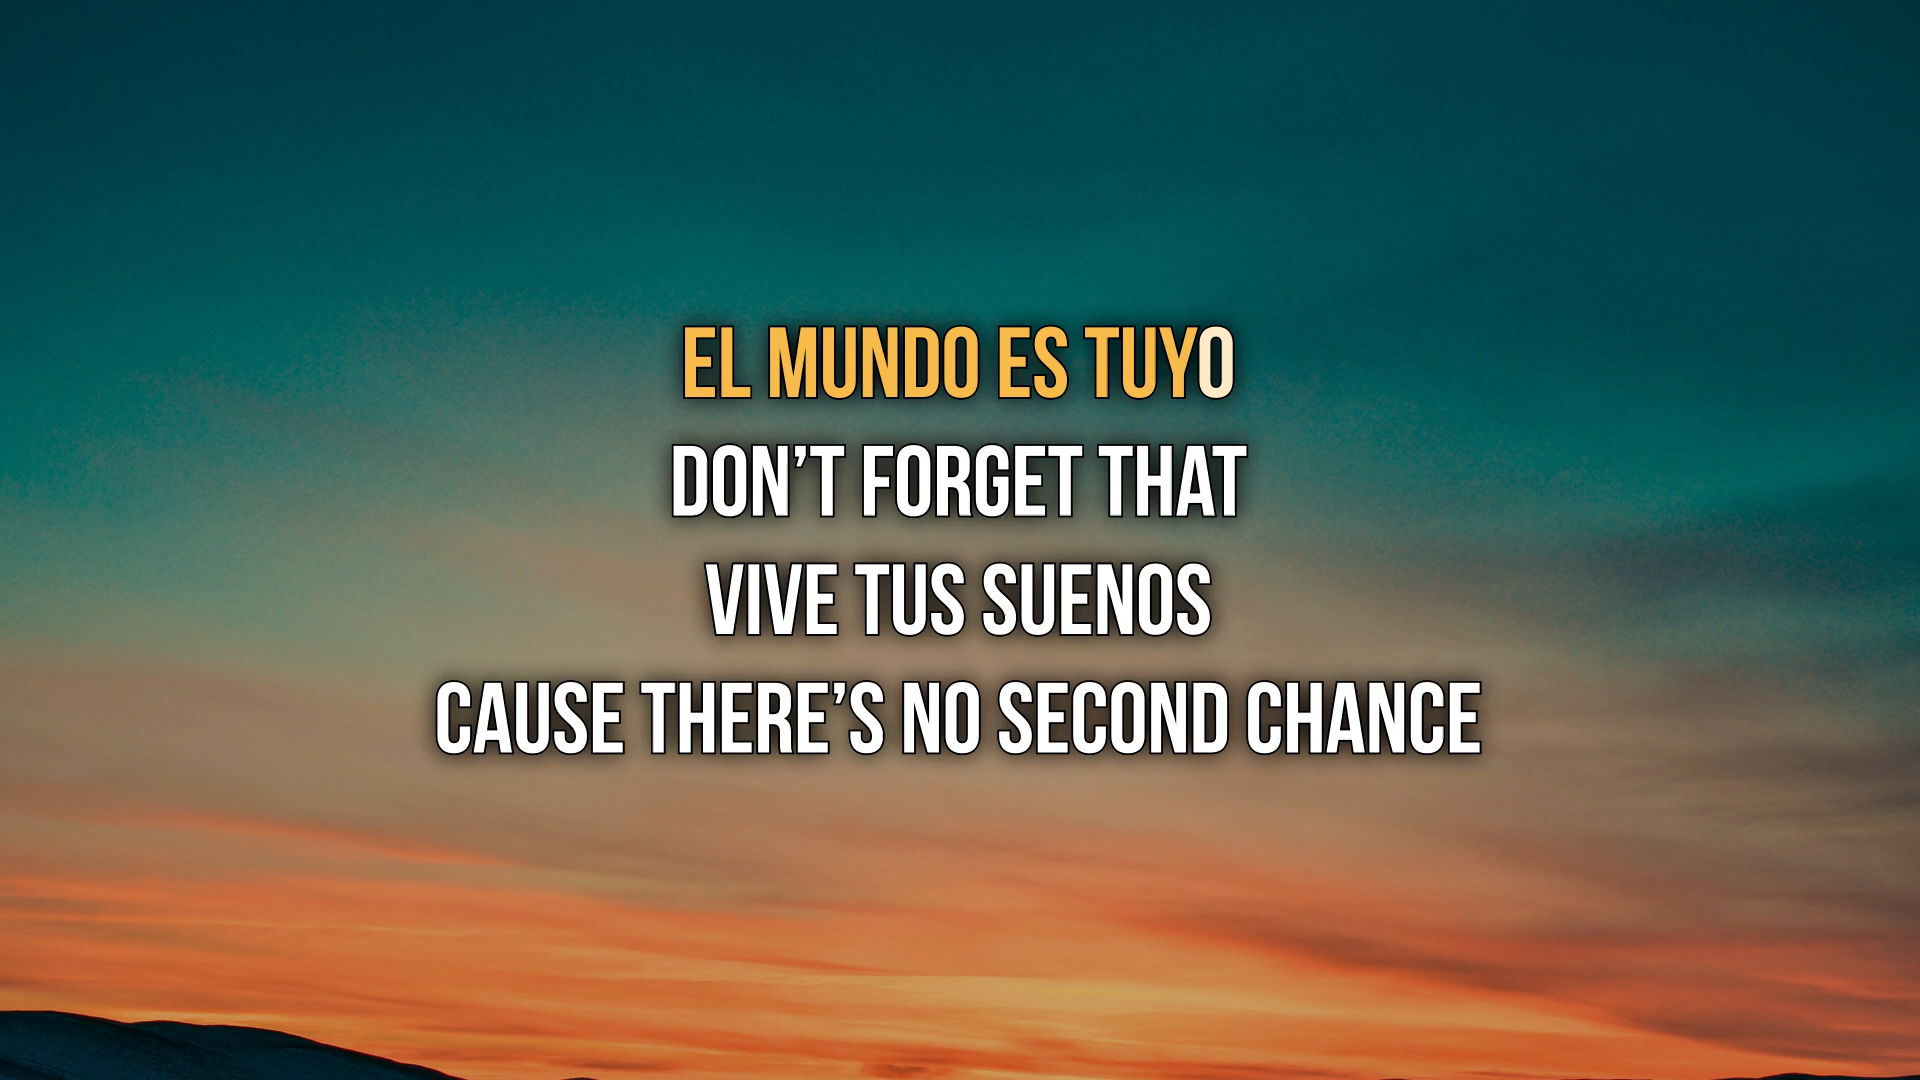 EL MUNDO ES TUYO
DON’T FORGET THAT
VIVE TUS SUENOS
CAUSE THERE’S NO SECOND CHANCE